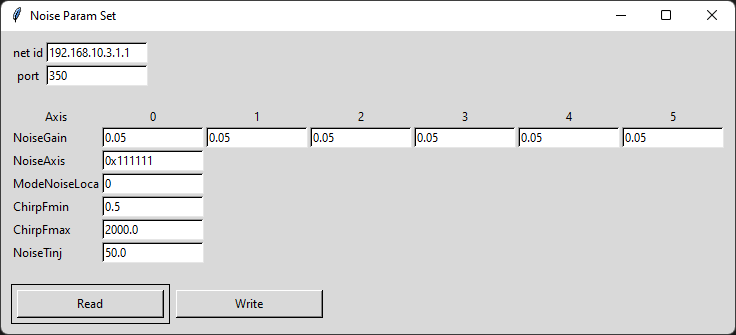 Noise Param Set
net id 192.168.10.3.1.1
port 350
Axis 0 1 2 3 4 5
NoiseGain 0.05 0.05 0.05 0.05 0.05 0.05
NoiseAxis 0x111111
ModeNoiseLoca 0
ChirpFmin 0.5
ChirpFmax 2000.0
NoiseTinj 50.0
Read Write